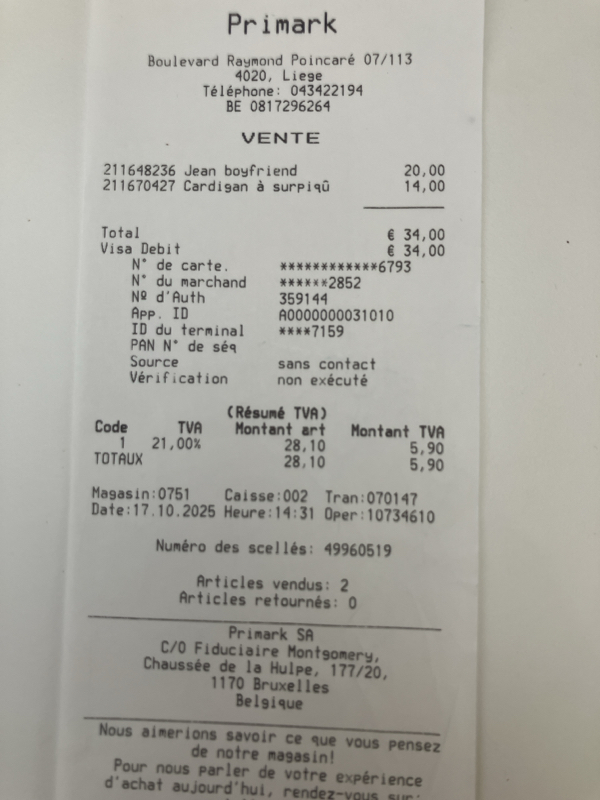 Primark
Boulevard Raymond Poincaré 07/113
4020, Liege
Téléphone: 043422194
BE 0817296264
VENTE
211648236 Jean boyfriend 20,00
211670427 Cardigan à surpiqû 14,00
Total € 34,00
Visa Debit € 34,00
N° de carte. ************6793
N° du marchand ******2852
Nº d'Auth 359144
App. ID A0000000031010
ID du terminal ****7159
PAN N° de séq
Source sans contact
Vérification non exécuté
(Résumé TVA)
Code TVA Montant art Montant TVA
1 21,00% 28,10 5,90
TOTAUX 28,10 5,90
Magasin:0751 Caisse:002 Tran:070147
Date:17.10.2025 Heure:14:31 Oper:10734610
Numéro des scellés: 49960519
Articles vendus: 2
Articles retournés: 0
Primark SA
C/O Fiduciaire Montgomery,
Chaussée de la Hulpe, 177/20,
1170 Bruxelles
Belgique
Nous aimerions savoir ce que vous pensez
de notre magasin!
Pour nous parler de votre expérience
d'achat aujourd'hui, rendez-vous sur: